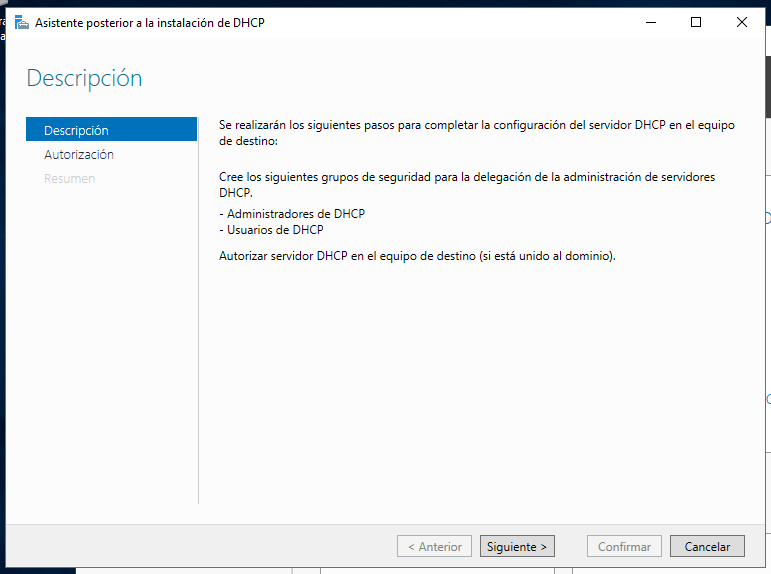 Asistente posterior a la instalación de DHCP
Descripción
Descripción
Autorización
Resumen
Se realizarán los siguientes pasos para completar la configuración del servidor DHCP en el equipo
de destino:
Cree los siguientes grupos de seguridad para la delegación de la administración de servidores
DHCP.
- Administradores de DHCP
- Usuarios de DHCP
Autorizar servidor DHCP en el equipo de destino (si está unido al dominio).
< Anterior
Siguiente >
Confirmar
Cancelar